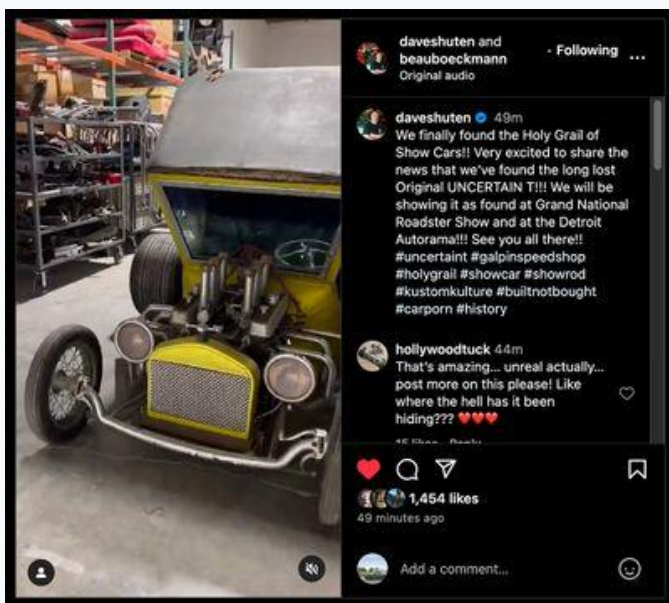 daveshuten and
beauboeckmann
Original audio
· Following
...
daveshuten 49m
We finally found the Holy Grail of
Show Cars!! Very excited to share the
news that we've found the long lost
Original UNCERTAIN T!!! We will be
showing it as found at Grand National
Roadster Show and at the Detroit
Autorama!!! See you all there!!
#uncertaint #galpinspeedshop
#holygrail #showcar #showrod
#kustomkulture #builtnotbought
#carporn #history
hollywoodtuck 44m
That's amazing... unreal actually...
post more on this please! Like
where the hell has it been
hiding??? ❤️❤️❤️
15 likes Reply
1,454 likes
49 minutes ago
Add a comment...